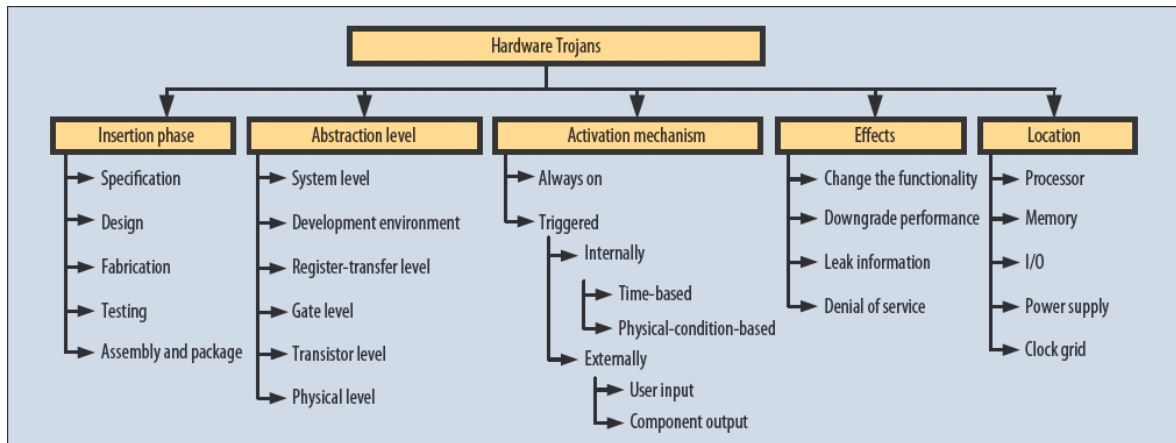 Hardware Trojans
Insertion phase
Specification
Design
Fabrication
Testing
Assembly and package
Abstraction level
System level
Development environment
Register-transfer level
Gate level
Transistor level
Physical level
Activation mechanism
Always on
Triggered
Internally
Time-based
Physical-condition-based
Externally
User input
Component output
Effects
Change the functionality
Downgrade performance
Leak information
Denial of service
Location
Processor
Memory
I/O
Power supply
Clock grid